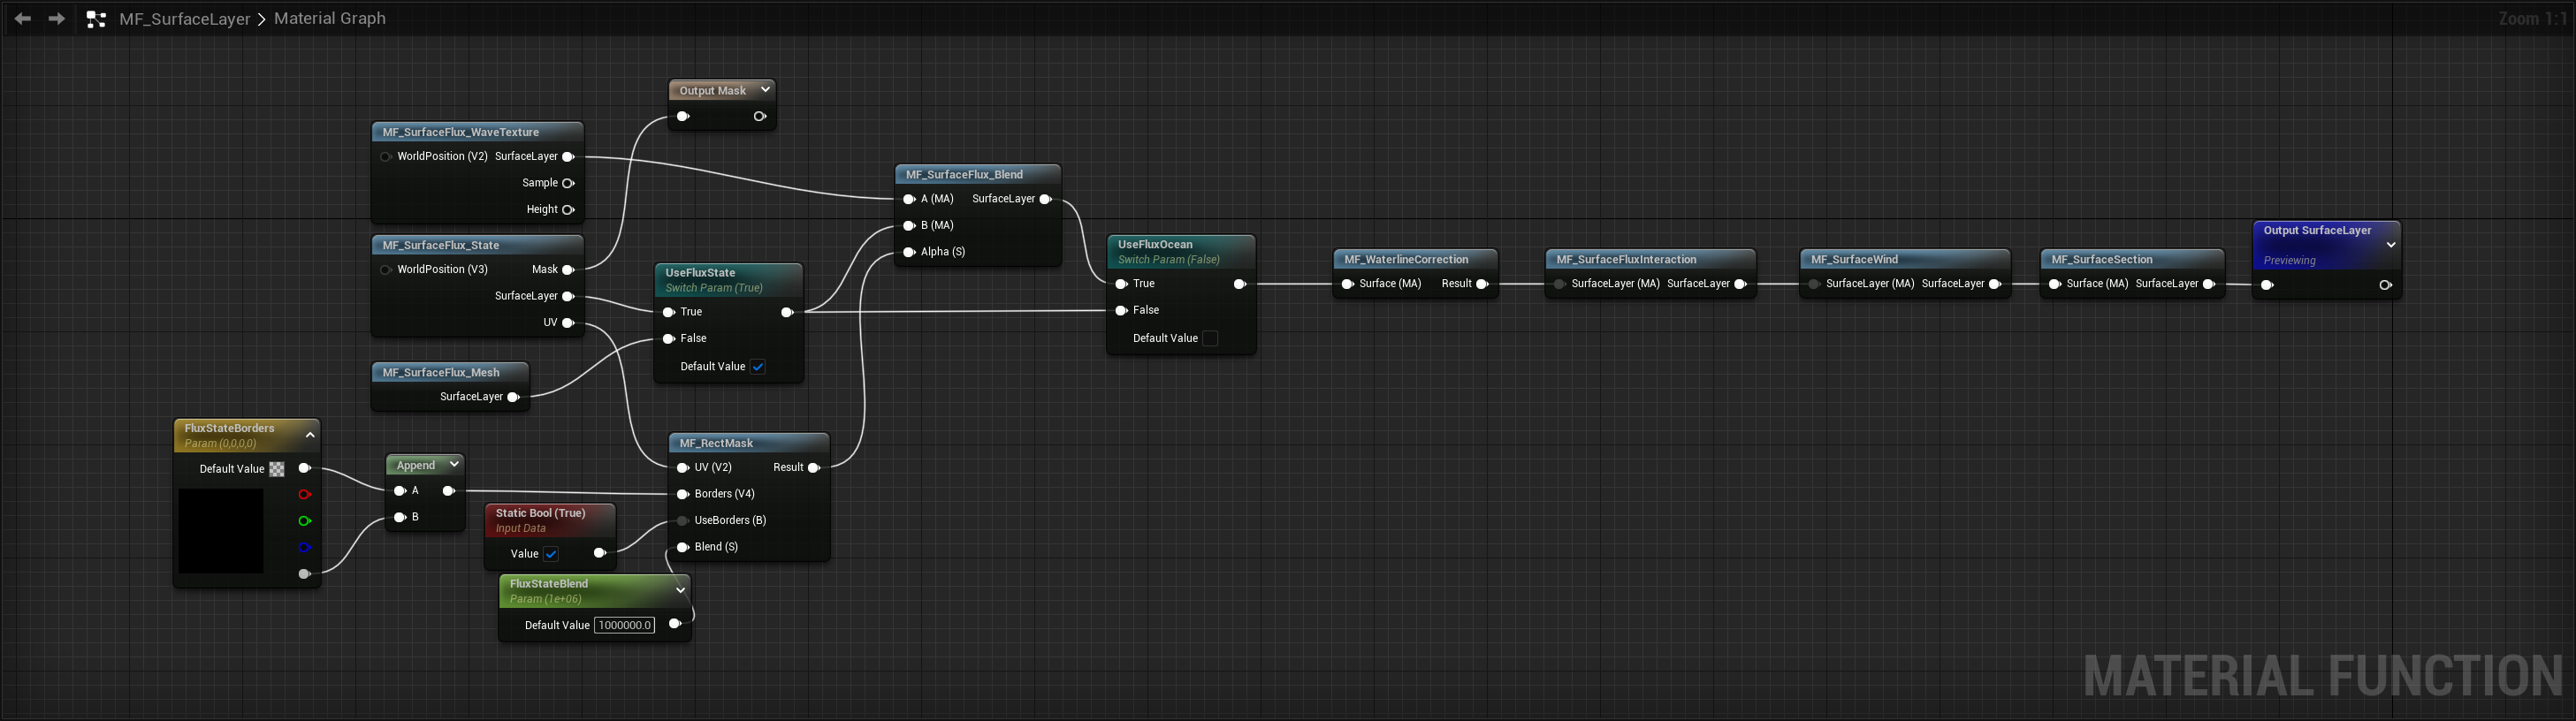 MF_SurfaceLayer > Material Graph
Zoom 1:1
Output Mask
MF_SurfaceFlux_WaveTexture
WorldPosition (V2) SurfaceLayer
Sample
Height
MF_SurfaceFlux_State
WorldPosition (V3) Mask
SurfaceLayer
UV
MF_SurfaceFlux_Mesh
SurfaceLayer
FluxStateBorders
Param (0,0,0,0)
Default Value
Append
A
B
Static Bool (True)
Input Data
Value
FluxStateBlend
Param (1e+06)
Default Value 1000000.0
UseFluxState
Switch Param (True)
True
False
Default Value
MF_RectMask
UV (V2) Result
Borders (V4)
UseBorders (B)
Blend (S)
MF_SurfaceFlux_Blend
A (MA) SurfaceLayer
B (MA)
Alpha (S)
UseFluxOcean
Switch Param (False)
True
False
Default Value
MF_WaterlineCorrection
Surface (MA) Result
MF_SurfaceFluxInteraction
SurfaceLayer (MA) SurfaceLayer
MF_SurfaceWind
SurfaceLayer (MA) SurfaceLayer
MF_SurfaceSection
Surface (MA) SurfaceLayer
Output SurfaceLayer
Previewing
MATERIAL FUNCTION